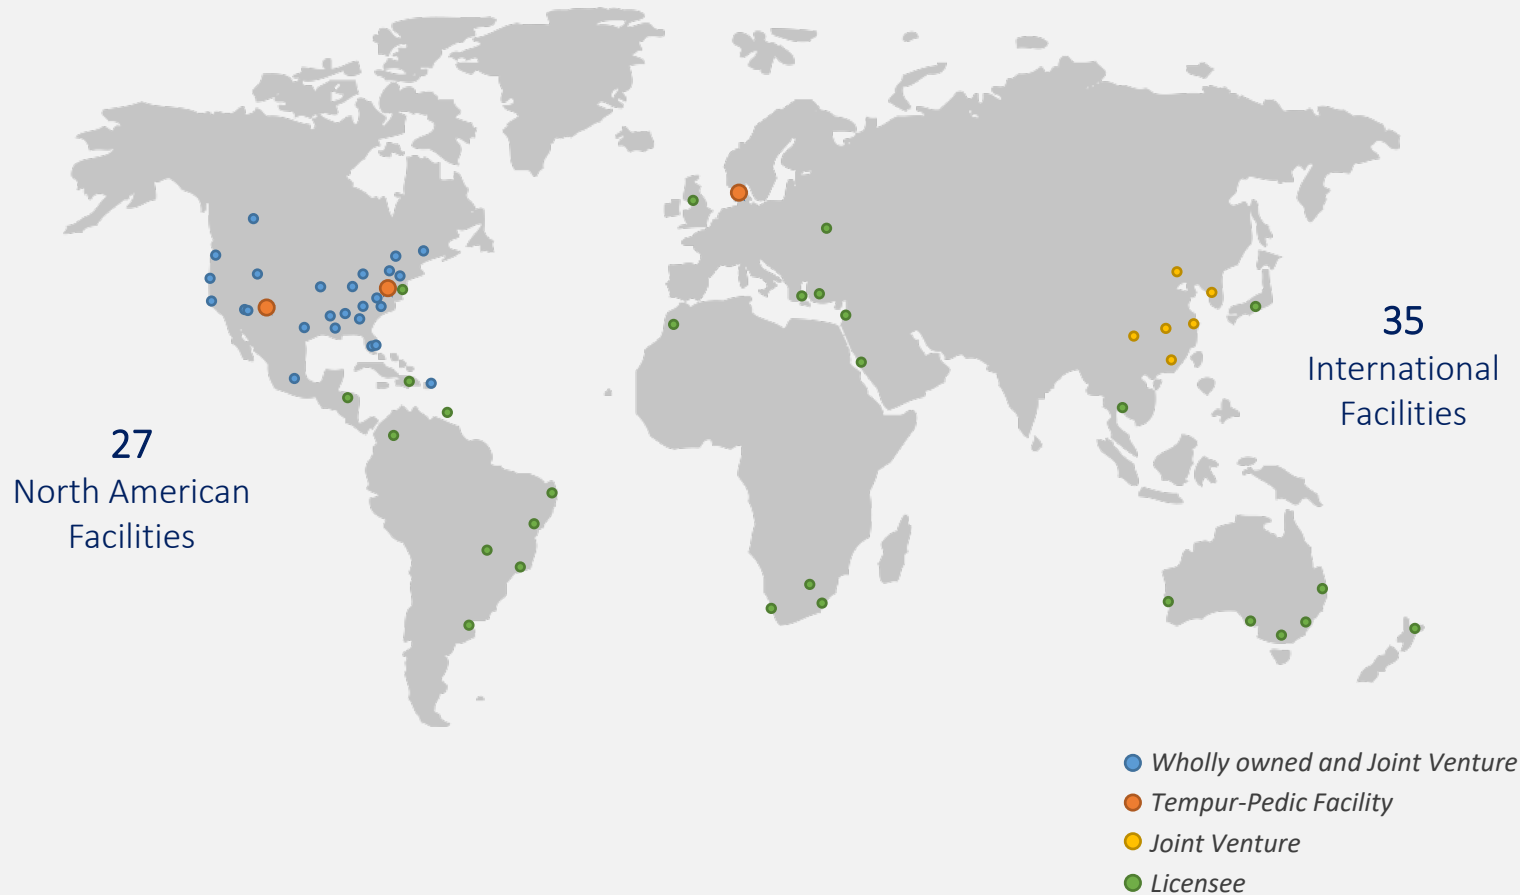 27
North American
Facilities
35
International
Facilities
Wholly owned and Joint Venture
Tempur-Pedic Facility
Joint Venture
Licensee